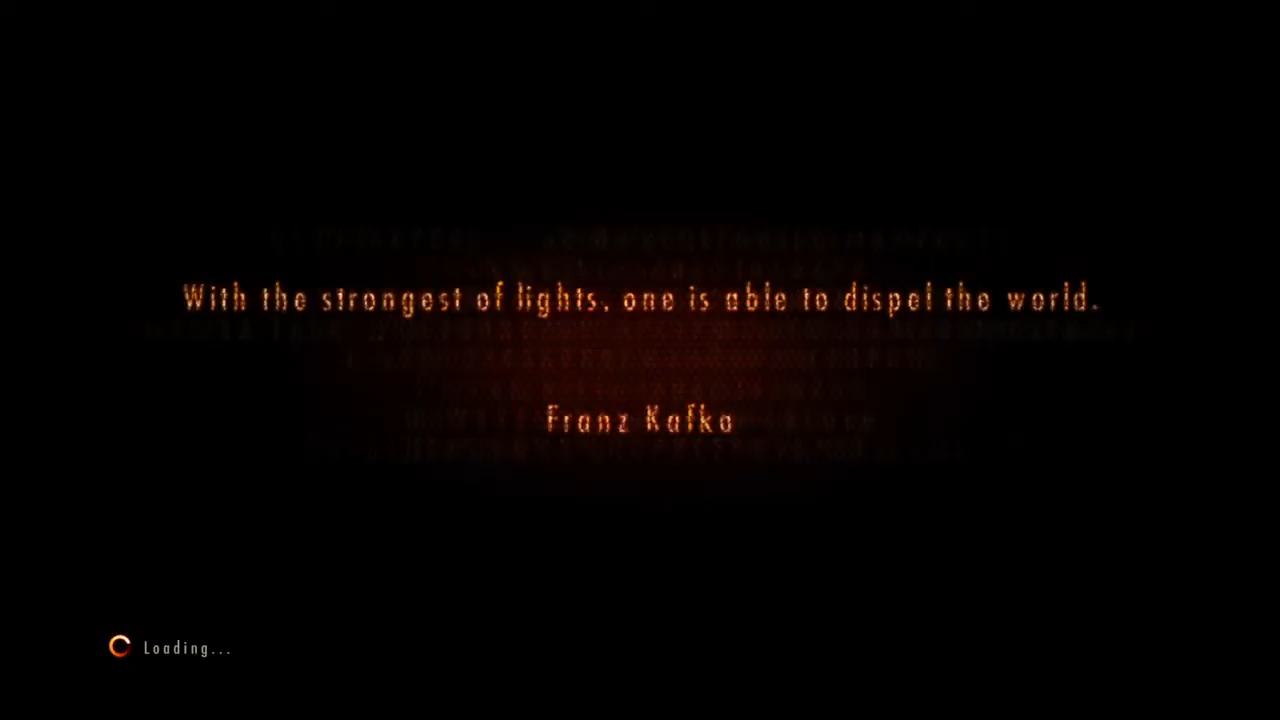 With the strongest of lights, one is able to dispel the world.
Franz Kafka
Loading...